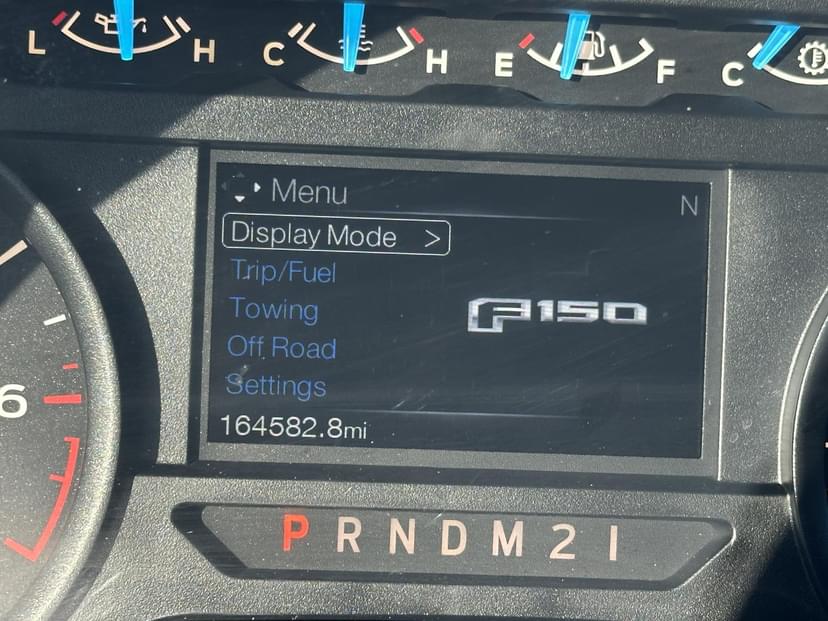 L H C H E F C
Menu N
Display Mode >
Trip/Fuel
Towing
Off Road
F150
Settings
164582.8mi
6
P R N D M 2 1